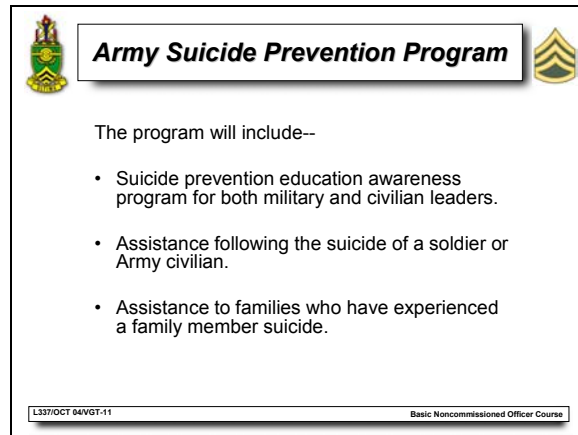 Army Suicide Prevention Program
The program will include--
• Suicide prevention education awareness
program for both military and civilian leaders.
• Assistance following the suicide of a soldier or
Army civilian.
• Assistance to families who have experienced
a family member suicide.
L337/OCT 04/VGT-11
Basic Noncommissioned Officer Course